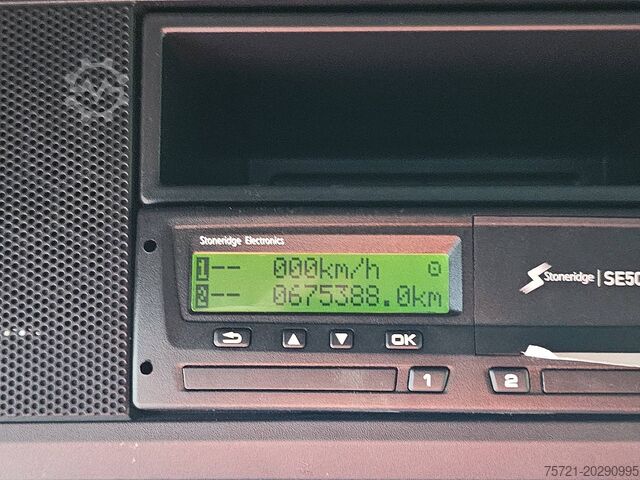 Stoneridge Electronics
1-- 000km/h
2-- 0675388.0km
Stoneridge | SE50
OK
1 2
75721-20290995